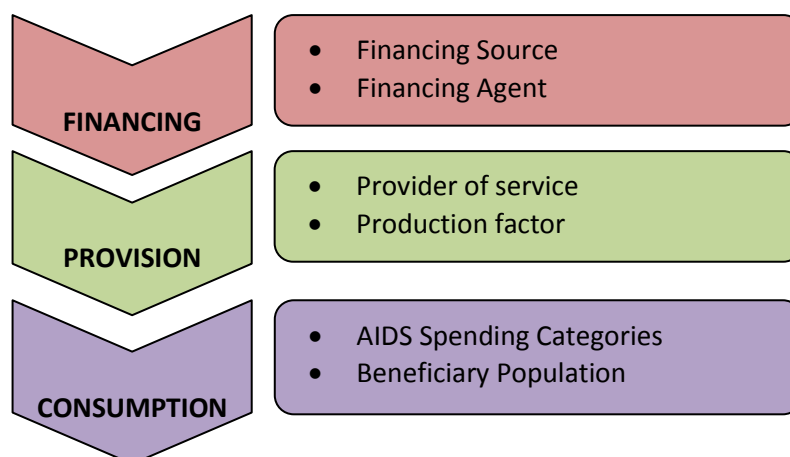 FINANCING
• Financing Source
• Financing Agent
PROVISION
• Provider of service
• Production factor
CONSUMPTION
• AIDS Spending Categories
• Beneficiary Population